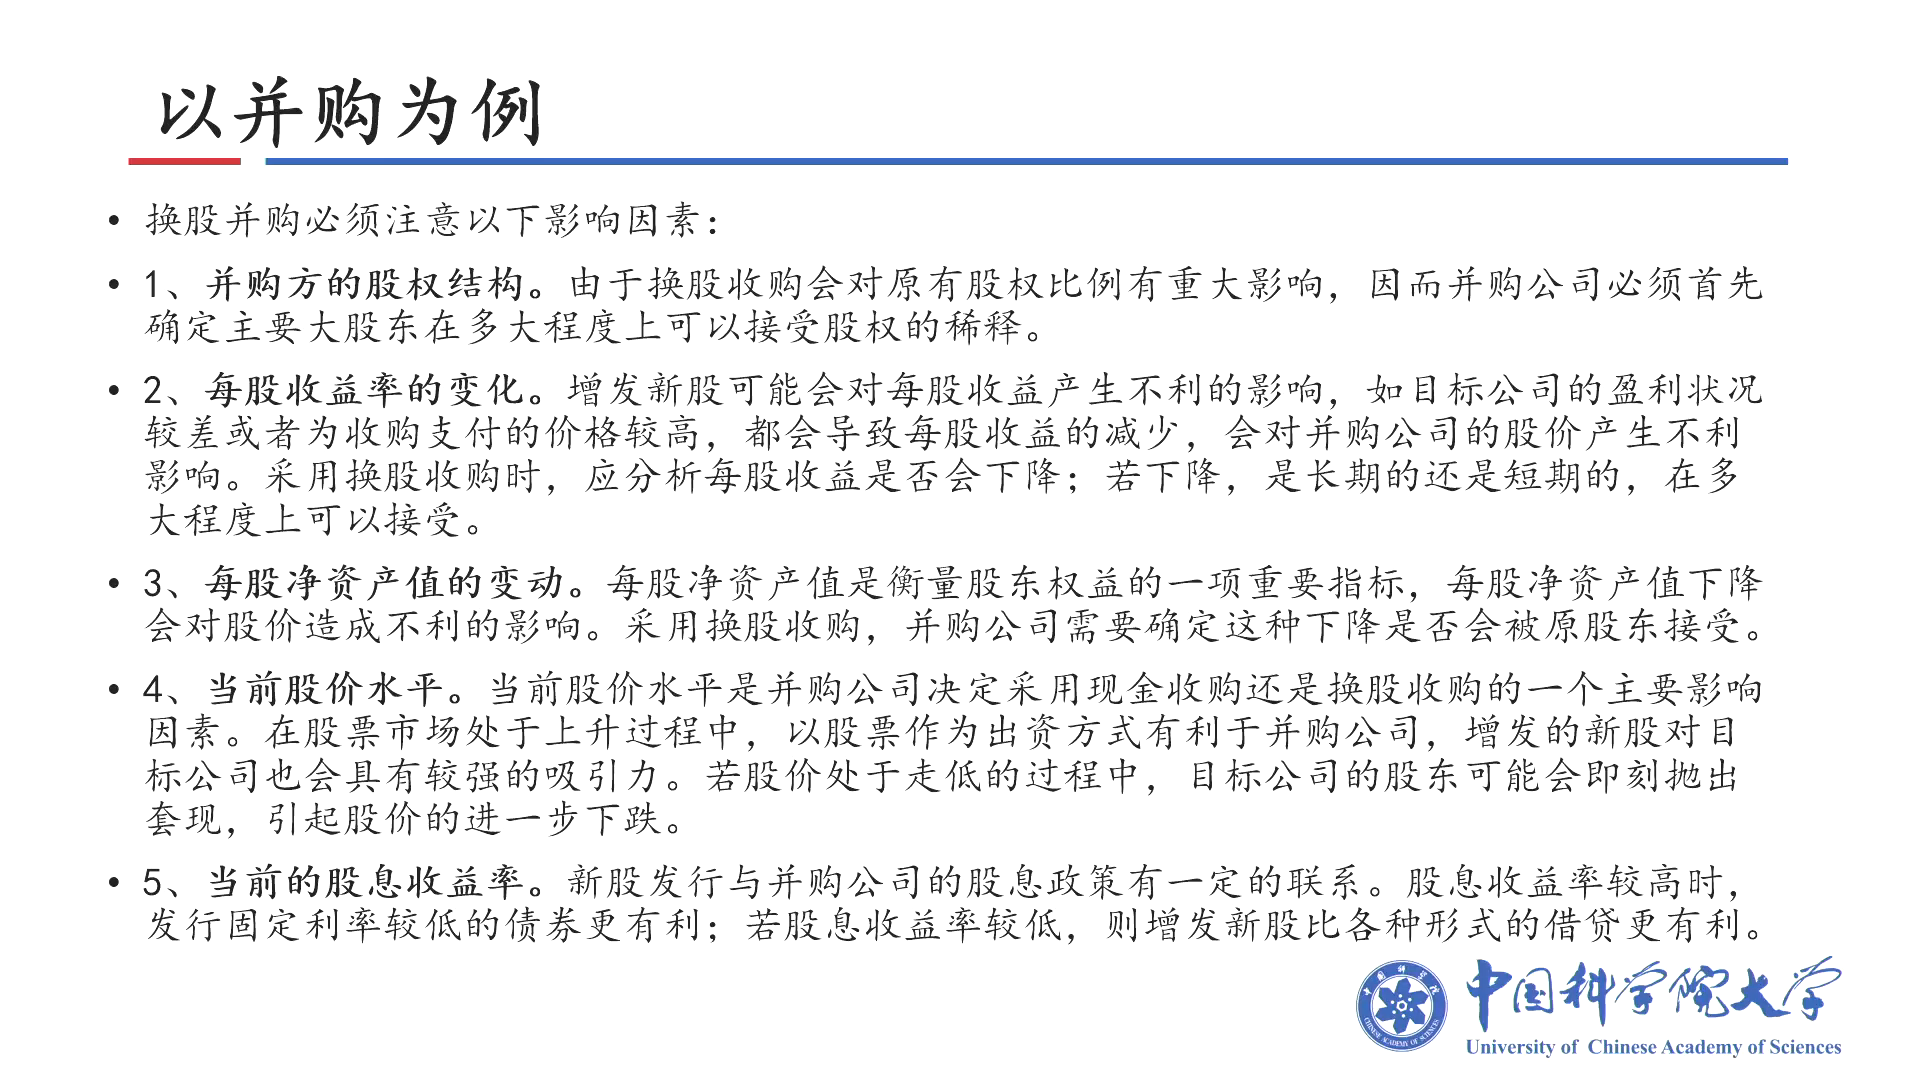 以并购为例
• 换股并购必须注意以下影响因素：
• 1、并购方的股权结构。由于换股收购会对原有股权比例有重大影响，因而并购公司必须首先
确定主要大股东在多大程度上可以接受股权的稀释。
• 2、每股收益率的变化。增发新股可能会对每股收益产生不利的影响，如目标公司的盈利状况
较差或者为收购支付的价格较高，都会导致每股收益的减少，会对并购公司的股价产生不利
影响。采用换股收购时，应分析每股收益是否会下降；若下降，是长期的还是短期的，在多
大程度上可以接受。
• 3、每股净资产值的变动。每股净资产值是衡量股东权益的一项重要指标，每股净资产值下降
会对股价造成不利的影响。采用换股收购，并购公司需要确定这种下降是否会被原股东接受。
• 4、当前股价水平。当前股价水平是并购公司决定采用现金收购还是换股收购的一个主要影响
因素。在股票市场处于上升过程中，以股票作为出资方式有利于并购公司，增发的新股对目
标公司也会具有较强的吸引力。若股价处于走低的过程中，目标公司的股东可能会即刻抛出
套现，引起股价的进一步下跌。
• 5、当前的股息收益率。新股发行与并购公司的股息政策有一定的联系。股息收益率较高时，
发行固定利率较低的债券更有利；若股息收益率较低，则增发新股比各种形式的借贷更有利。
中国科学院
CHINESE ACADEMY OF SCIENCES
中国科学院大学
University of Chinese Academy of Sciences